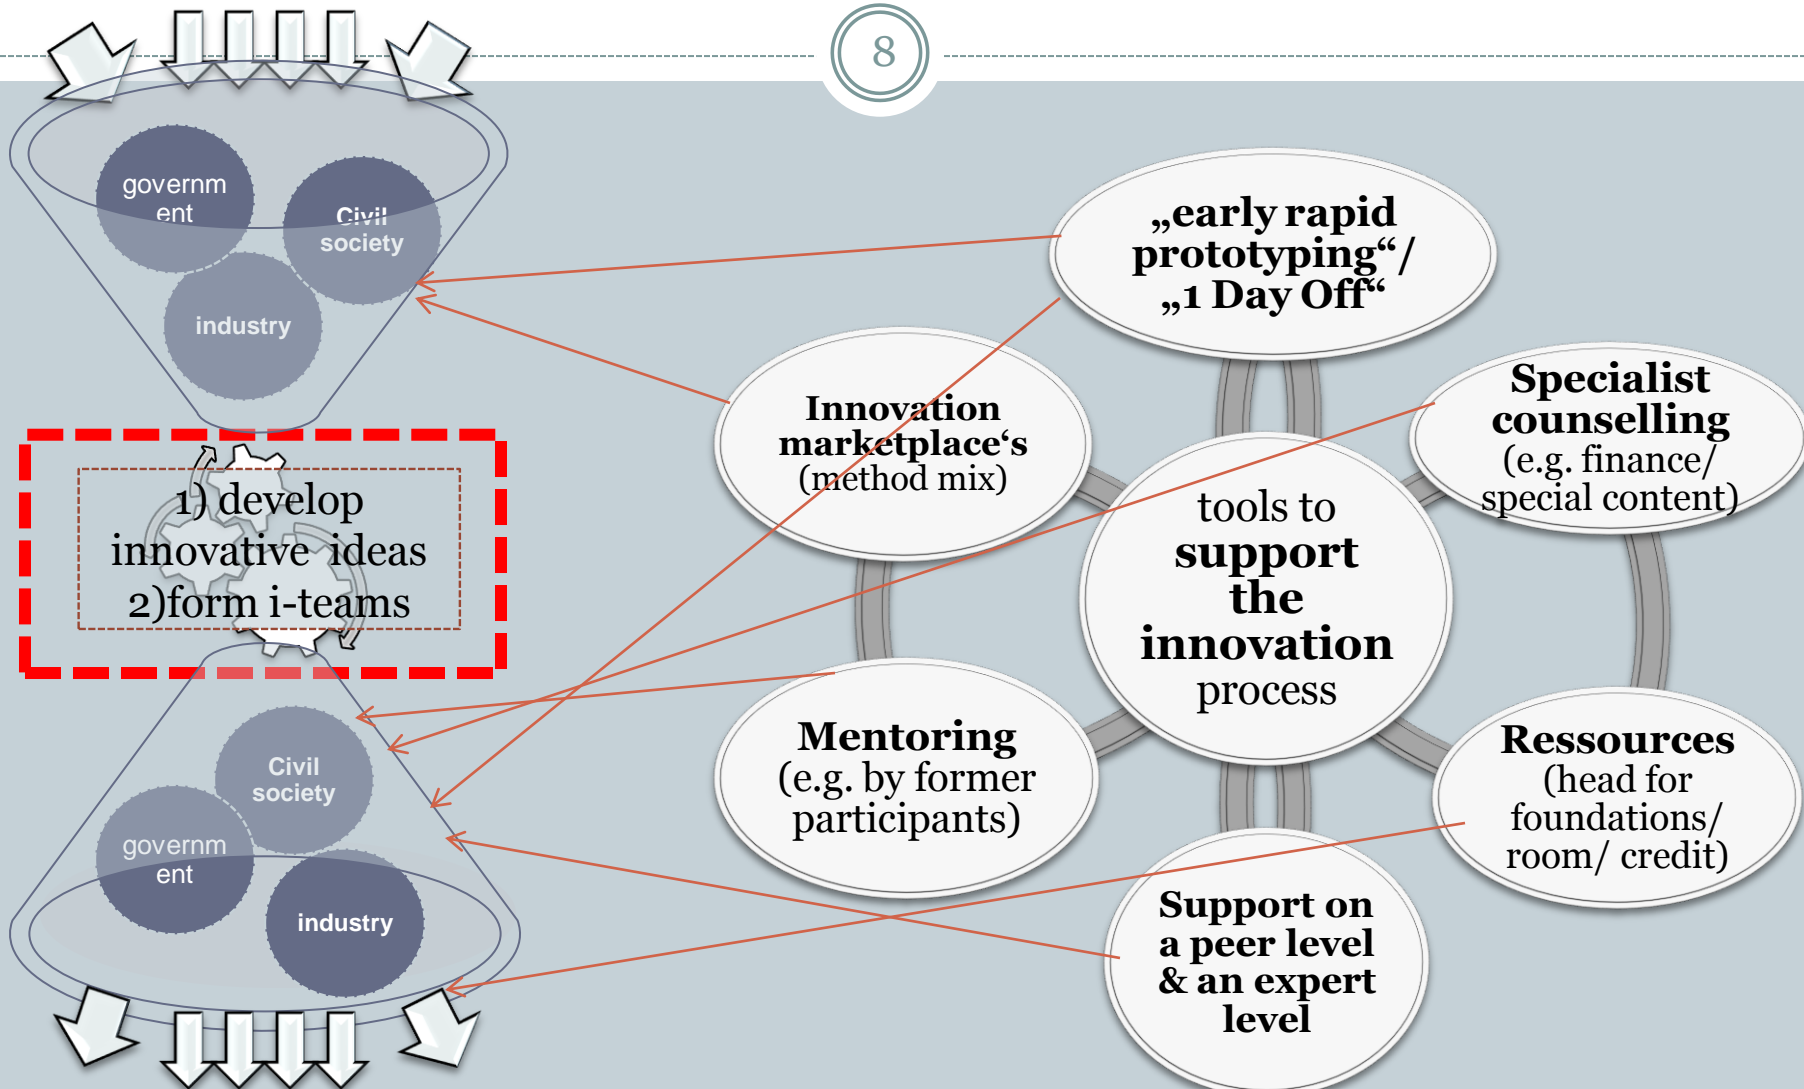 8
governm
ent
Civil
society
industry
1) develop
innovative ideas
2)form i-teams
Civil
society
governm
ent
industry
„early rapid
prototyping“/
„1 Day Off“
Innovation
marketplace‘s
(method mix)
Specialist
counselling
(e.g. finance/
special content)
tools to
support
the
innovation
process
Mentoring
(e.g. by former
participants)
Ressources
(head for
foundations/
room/ credit)
Support on
a peer level
& an expert
level